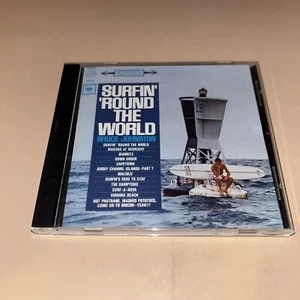 SURFIN'
'ROUND
THE
WORLD
BRUCE JOHNSTON
SURFIN' 'ROUND THE WORLD
MAKEHA AT MIDNIGHT
BIARRITZ
DOWN UNDER
CAPETOWN
JERSEY CHANNEL ISLANDS-PART 7
MALIBU
SURFIN'S HERE TO STAY
THE HAMPTONS
SURF-A-NOVA
VIRGINIA BEACH
HOT PASTRAMI, MASHED POTATOES,
COME ON TO RINCON-YEAH!!!